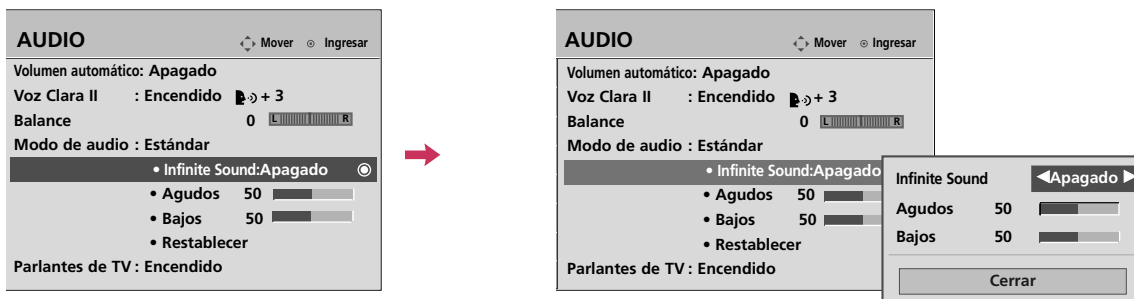 AUDIO
Mover Ingresar
Volumen automático: Apagado
Voz Clara II : Encendido + 3
Balance 0 L R
Modo de audio : Estándar
• Infinite Sound:Apagado
• Agudos 50
• Bajos 50
• Restablecer
Parlantes de TV : Encendido
AUDIO
Mover Ingresar
Volumen automático: Apagado
Voz Clara II : Encendido + 3
Balance 0 L R
Modo de audio : Estándar
• Infinite Sound:Apagado
• Agudos 50
• Bajos 50
• Restablecer
Parlantes de TV : Encendido
Infinite Sound Apagado
Agudos 50
Bajos 50
Cerrar